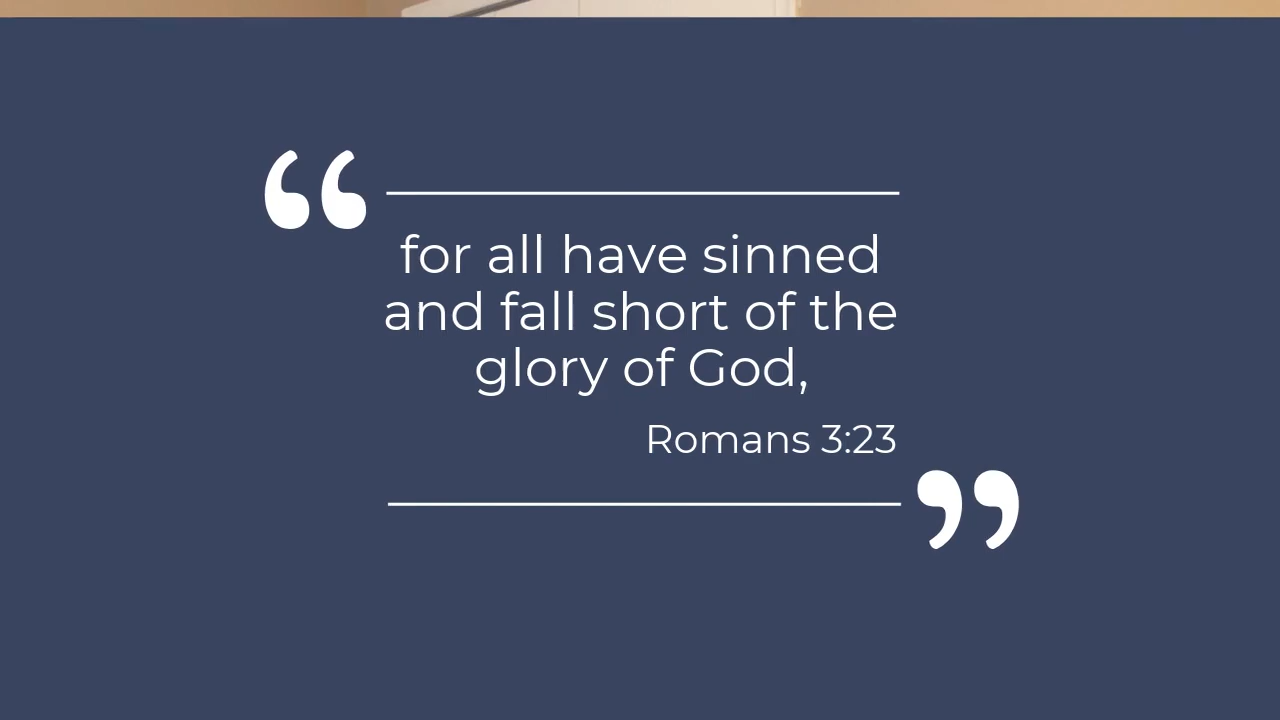 “
for all have sinned
and fall short of the
glory of God,
Romans 3:23
”